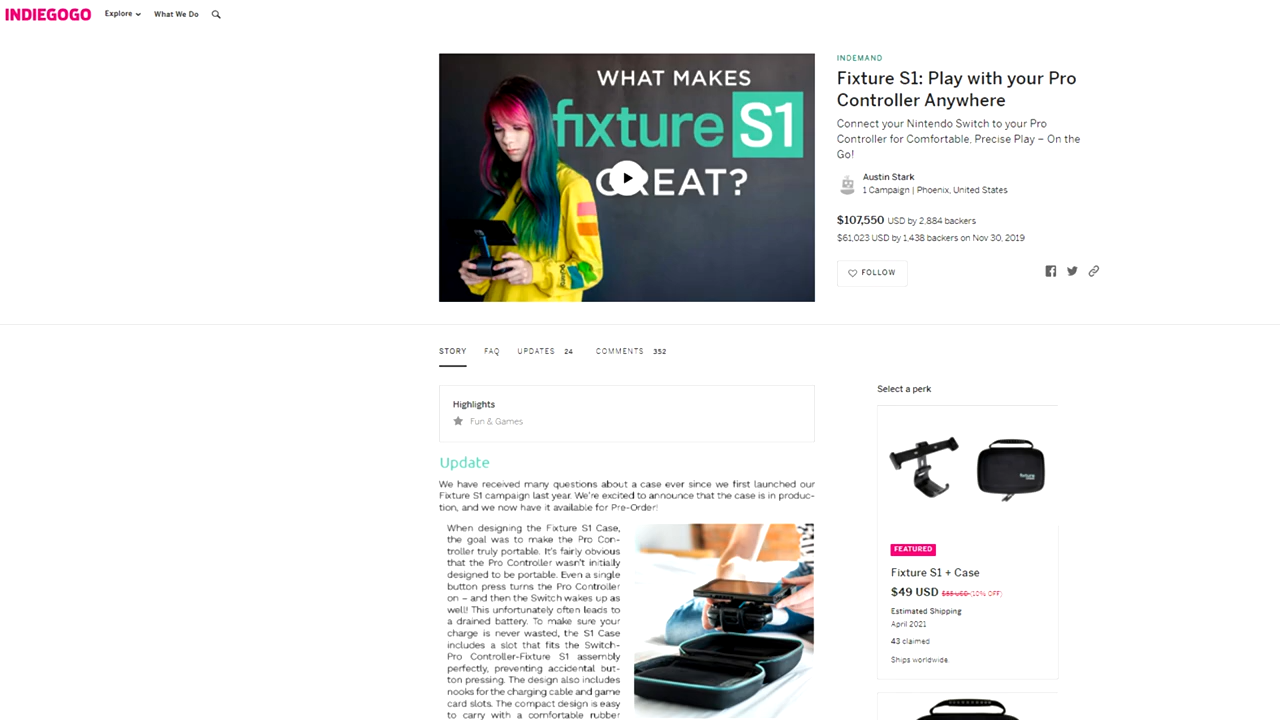 INDIEGOGO
Explore
What We Do
WHAT MAKES
fixture S1
GREAT?
INDEMAND
Fixture S1: Play with your Pro
Controller Anywhere
Connect your Nintendo Switch to your Pro
Controller for Comfortable, Precise Play – On the
Go!
Austin Stark
1 Campaign | Phoenix, United States
$107,550 USD by 2,884 backers
$61,023 USD by 1,438 backers on Nov 30, 2019
FOLLOW
STORY FAQ UPDATES 24 COMMENTS 352
Highlights
Fun & Games
Update
We have received many questions about a case ever since we first launched our
Fixture S1 campaign last year. We're excited to announce that the case is in produc-
tion, and we now have it available for Pre-Order!
When designing the Fixture S1 Case,
the goal was to make the Pro Con-
troller truly portable. It's fairly obvious
that the Pro Controller wasn't initially
designed to be portable. Even a single
button press turns the Pro Controller
on – and then the Switch wakes up as
well! This unfortunately often leads to
a drained battery. To make sure your
charge is never wasted, the S1 Case
includes a slot that fits the Switch-
Pro Controller-Fixture S1 assembly
perfectly, preventing accidental but-
ton pressing. The design also includes
nooks for the charging cable and game
card slots. The compact design is easy
to carry with a comfortable rubber
Select a perk
fixture
FEATURED
Fixture S1 + Case
$49 USD (10% OFF)
Estimated Shipping
April 2021
43 claimed
Ships worldwide